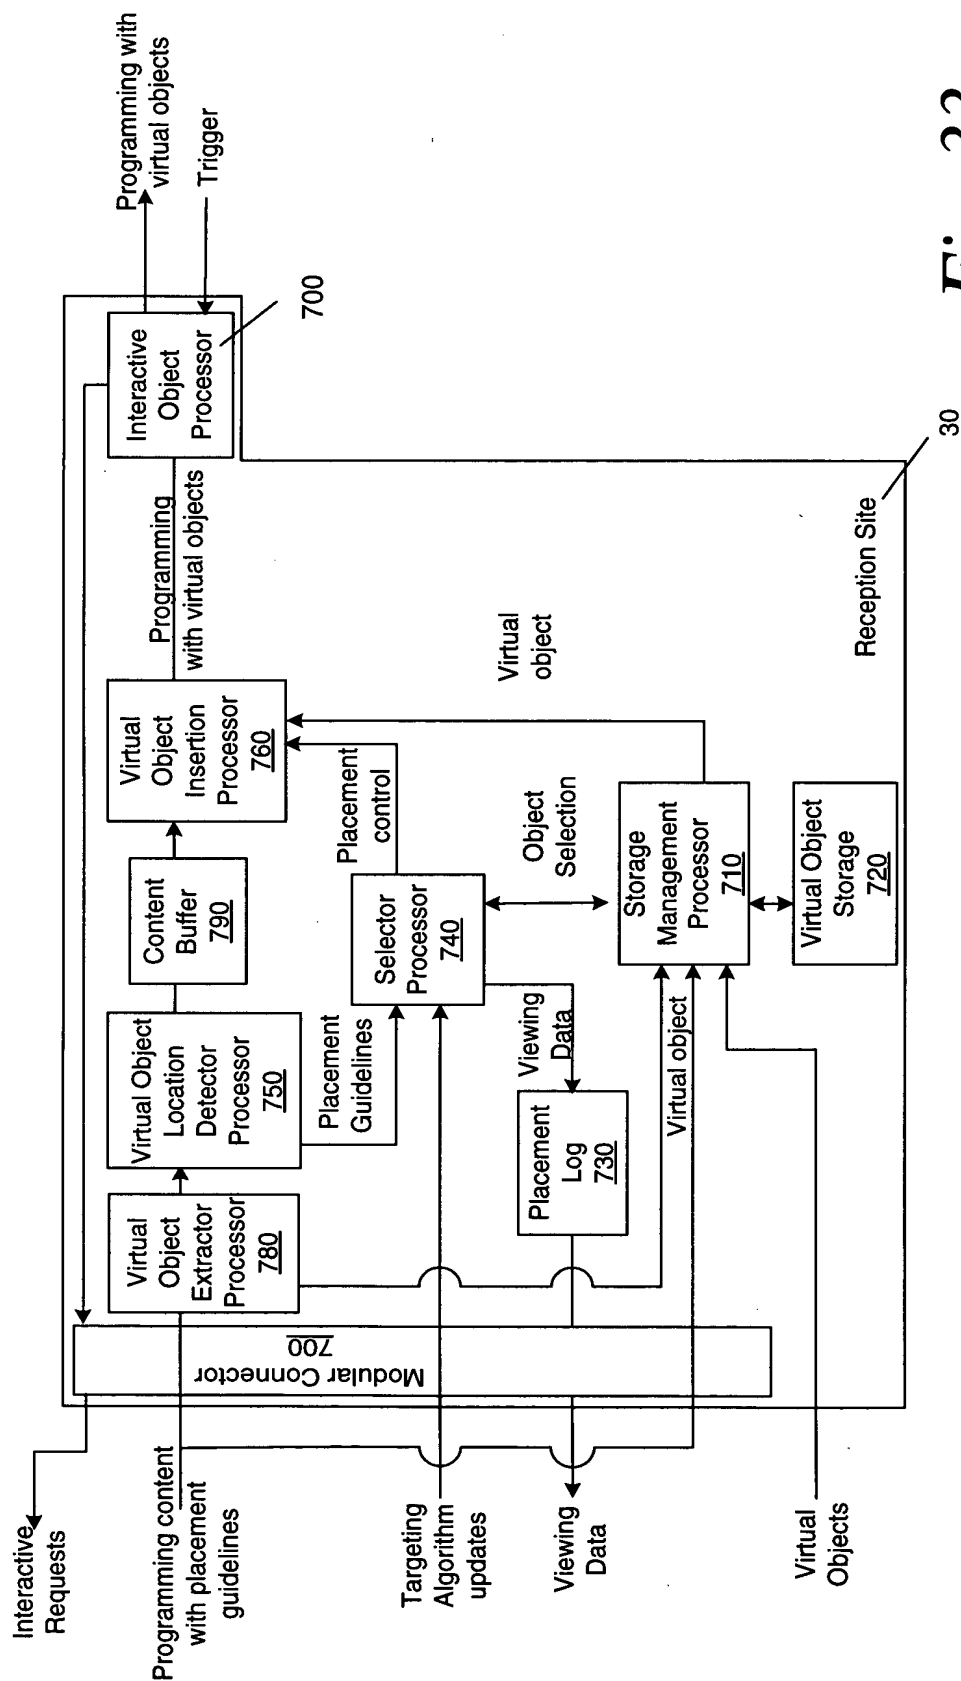 Interactive
Requests
Programming content
with placement
guidelines
Targeting
Algorithm
updates
Viewing
Data
Virtual
Objects
Modular Connector
700
Virtual
Object
Extractor
Processor
780
Virtual Object
Location
Detector
Processor
750
Content
Buffer
790
Virtual
Object
Insertion
Processor
760
Programming
with virtual objects
Interactive
Object
Processor
700
Programming with
virtual objects
Trigger
Placement
Guidelines
Selector
Processor
740
Placement
control
Viewing
Data
Placement
Log
730
Object
Selection
Virtual
object
Virtual object
Storage
Management
Processor
710
Virtual Object
Storage
720
Reception Site
30